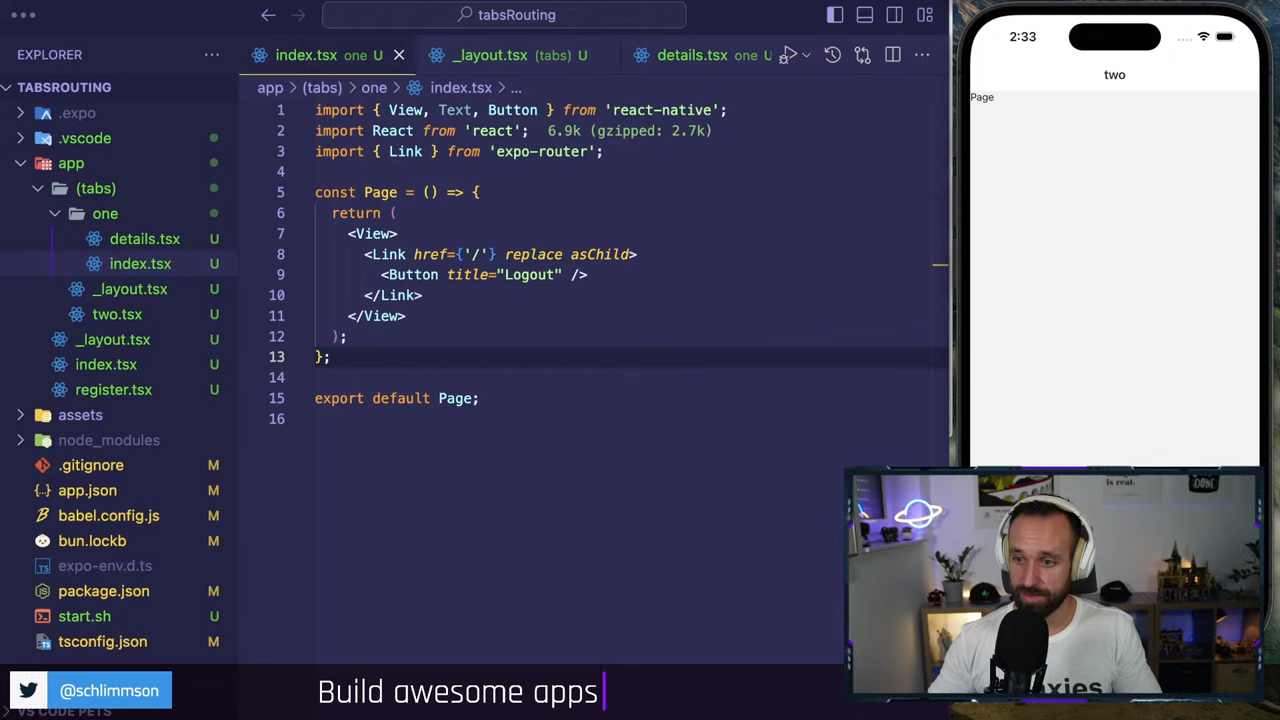 tabsRouting
EXPLORER
index.tsx one U
_layout.tsx (tabs) U
details.tsx one U
TABSROUTING
app > (tabs) > one > index.tsx > ...
.expo
.vscode
app
(tabs)
one
details.tsx U
index.tsx U
_layout.tsx U
two.tsx U
_layout.tsx U
index.tsx U
register.tsx U
assets
node_modules
.gitignore M
app.json M
babel.config.js M
bun.lockb M
expo-env.d.ts
package.json M
start.sh U
tsconfig.json M
VS CODE PETS
1 import { View, Text, Button } from 'react-native';
2 import React from 'react'; 6.9k (gzipped: 2.7k)
3 import { Link } from 'expo-router';
4
5 const Page = () => {
6 return (
7 <View>
8 <Link href={'/'} replace asChild>
9 <Button title="Logout" />
10 </Link>
11 </View>
12 );
13 };
14
15 export default Page;
16
2:33
two
Page
is real.
DONE
@schlimmson
Build awesome apps